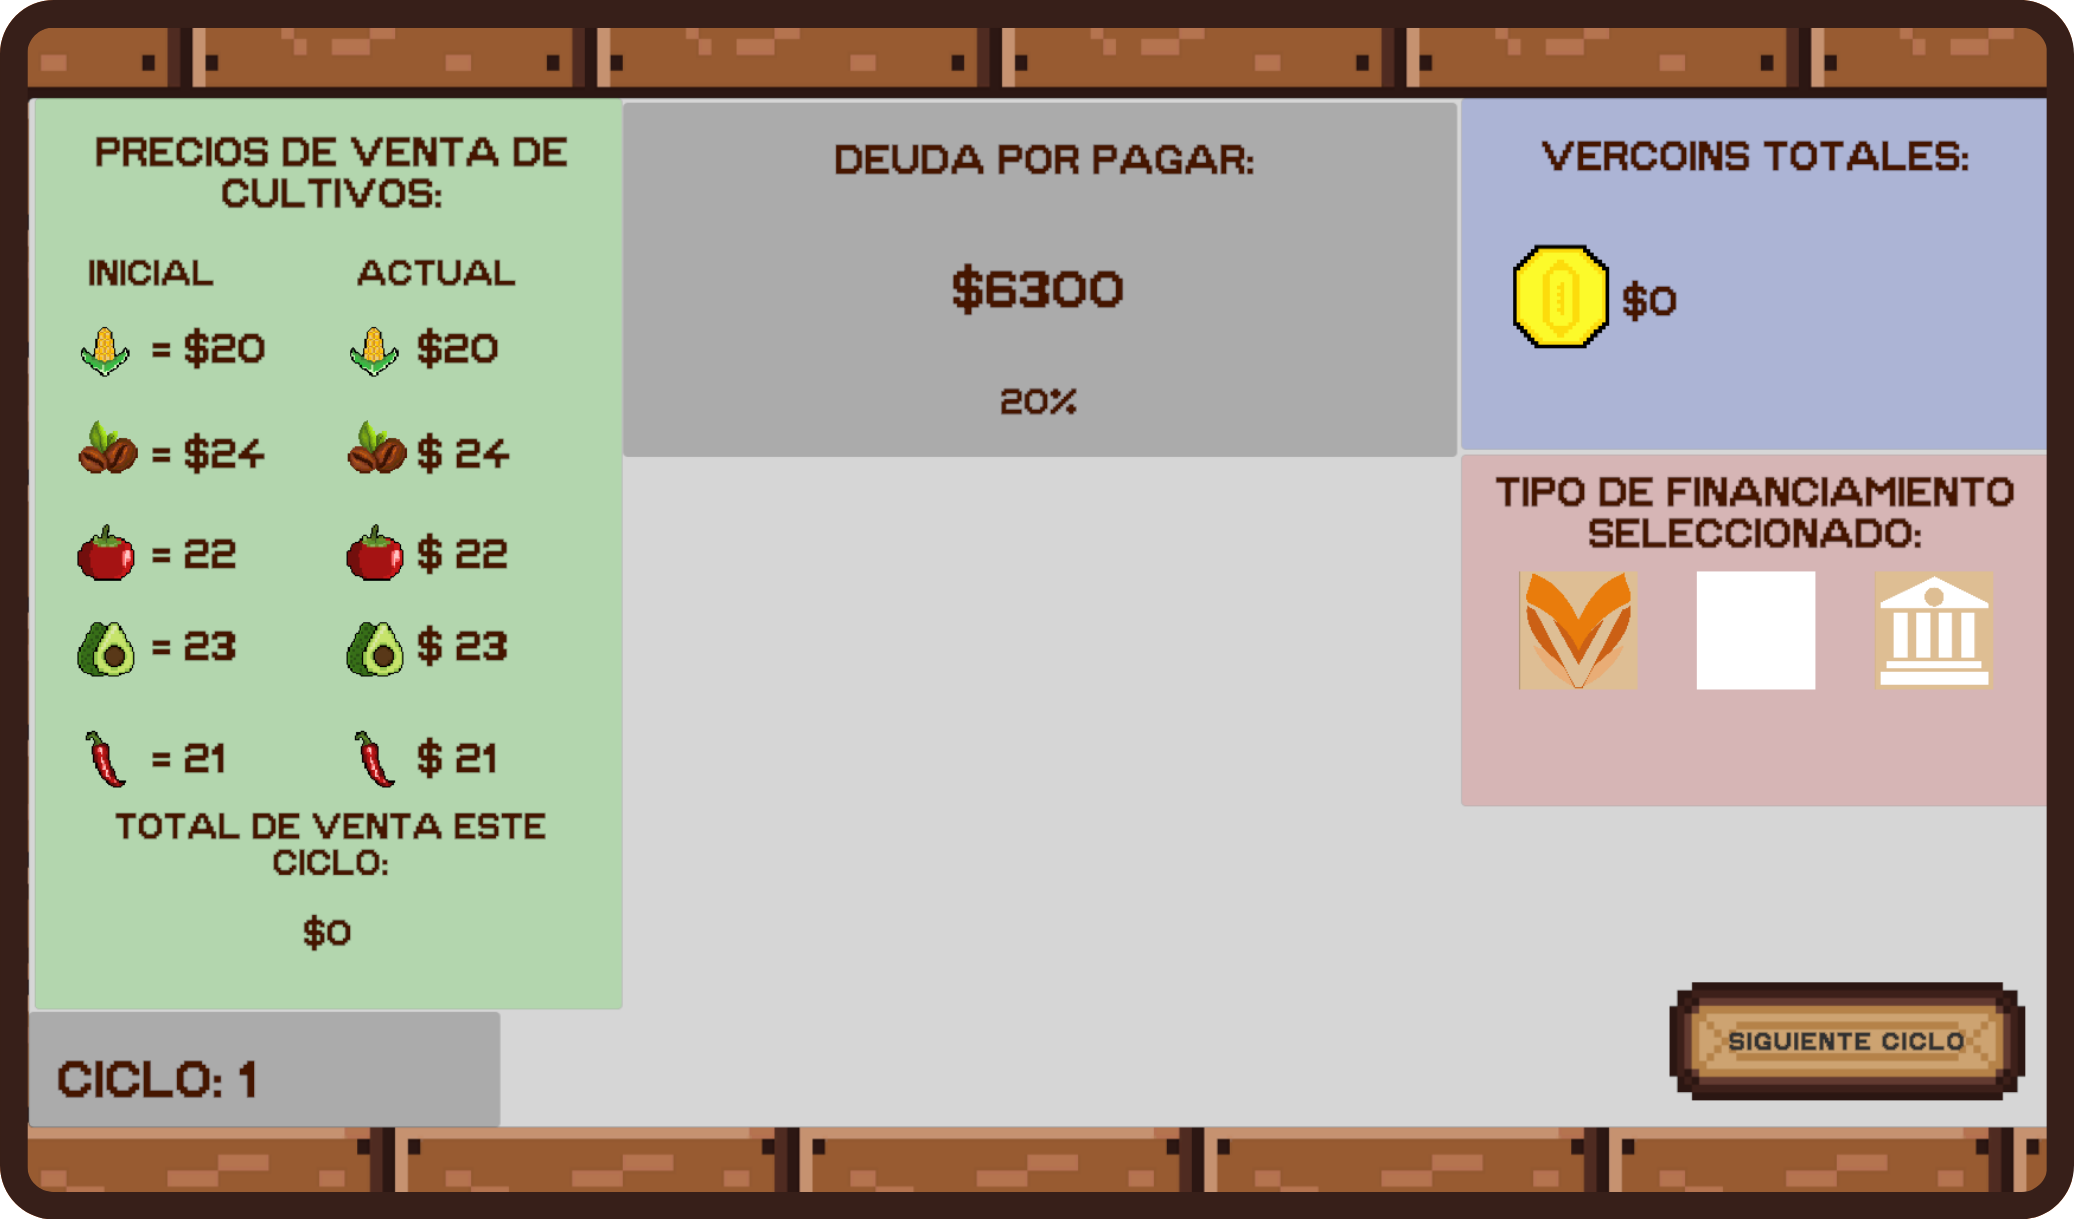 PRECIOS DE VENTA DE
CULTIVOS:
INICIAL ACTUAL
= $20 $20
= $24 $ 24
= 22 $ 22
= 23 $ 23
= 21 $ 21
TOTAL DE VENTA ESTE
CICLO:
$0
CICLO: 1
DEUDA POR PAGAR:
$6300
20%
VERCOINS TOTALES:
$0
TIPO DE FINANCIAMIENTO
SELECCIONADO:
SIGUIENTE CICLO